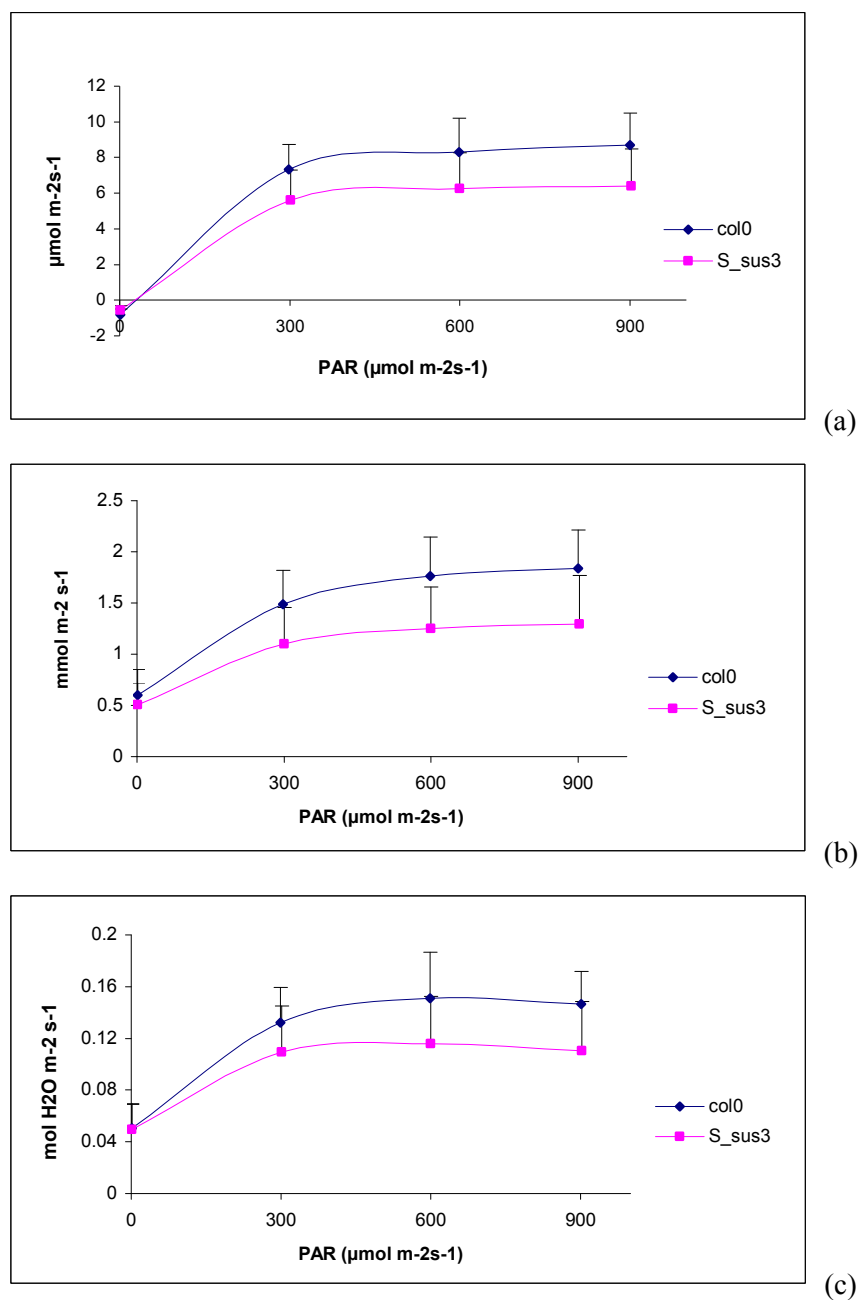 12
10
8
6
4
2
0
-2
µmol m-2s-1
0 300 600 900
PAR (µmol m-2s-1)
col0
S_sus3
(a)
2.5
2
1.5
1
0.5
0
mmol m-2 s-1
0 300 600 900
PAR (µmol m-2s-1)
col0
S_sus3
(b)
0.2
0.16
0.12
0.08
0.04
0
mol H2O m-2 s-1
0 300 600 900
PAR (µmol m-2s-1)
col0
S_sus3
(c)